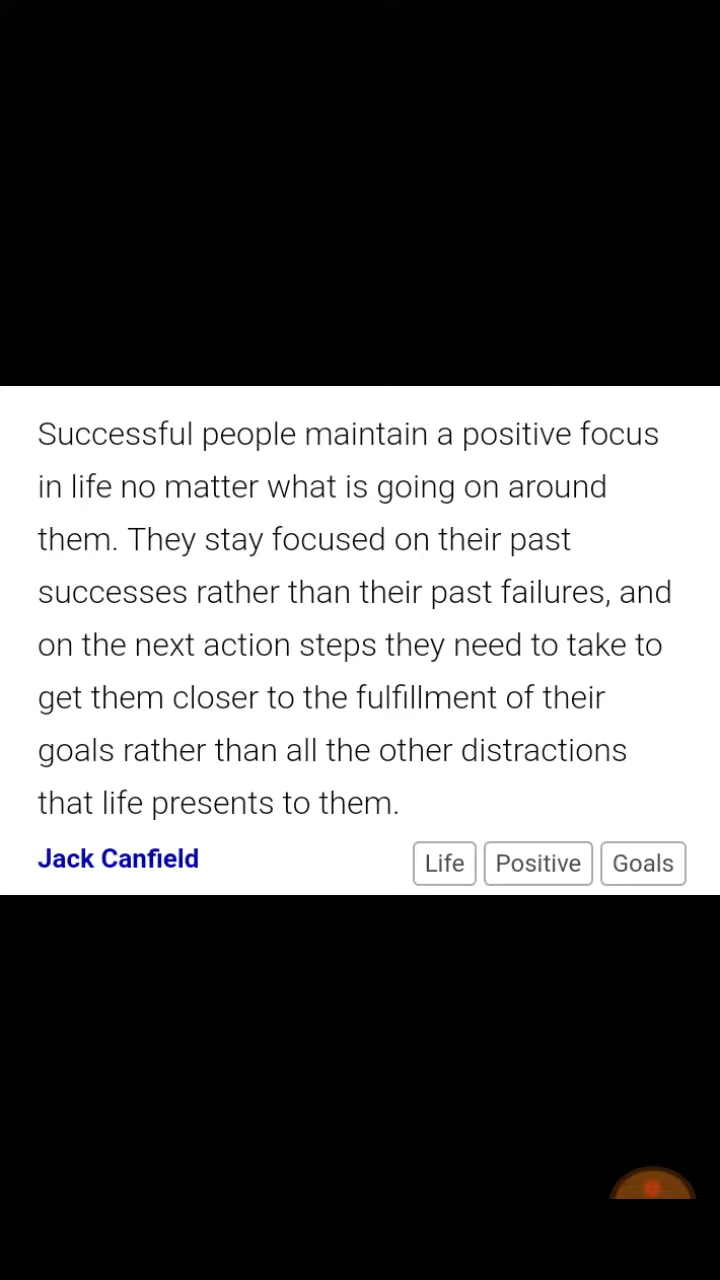 Successful people maintain a positive focus
in life no matter what is going on around
them. They stay focused on their past
successes rather than their past failures, and
on the next action steps they need to take to
get them closer to the fulfillment of their
goals rather than all the other distractions
that life presents to them.
Jack Canfield
Life Positive Goals